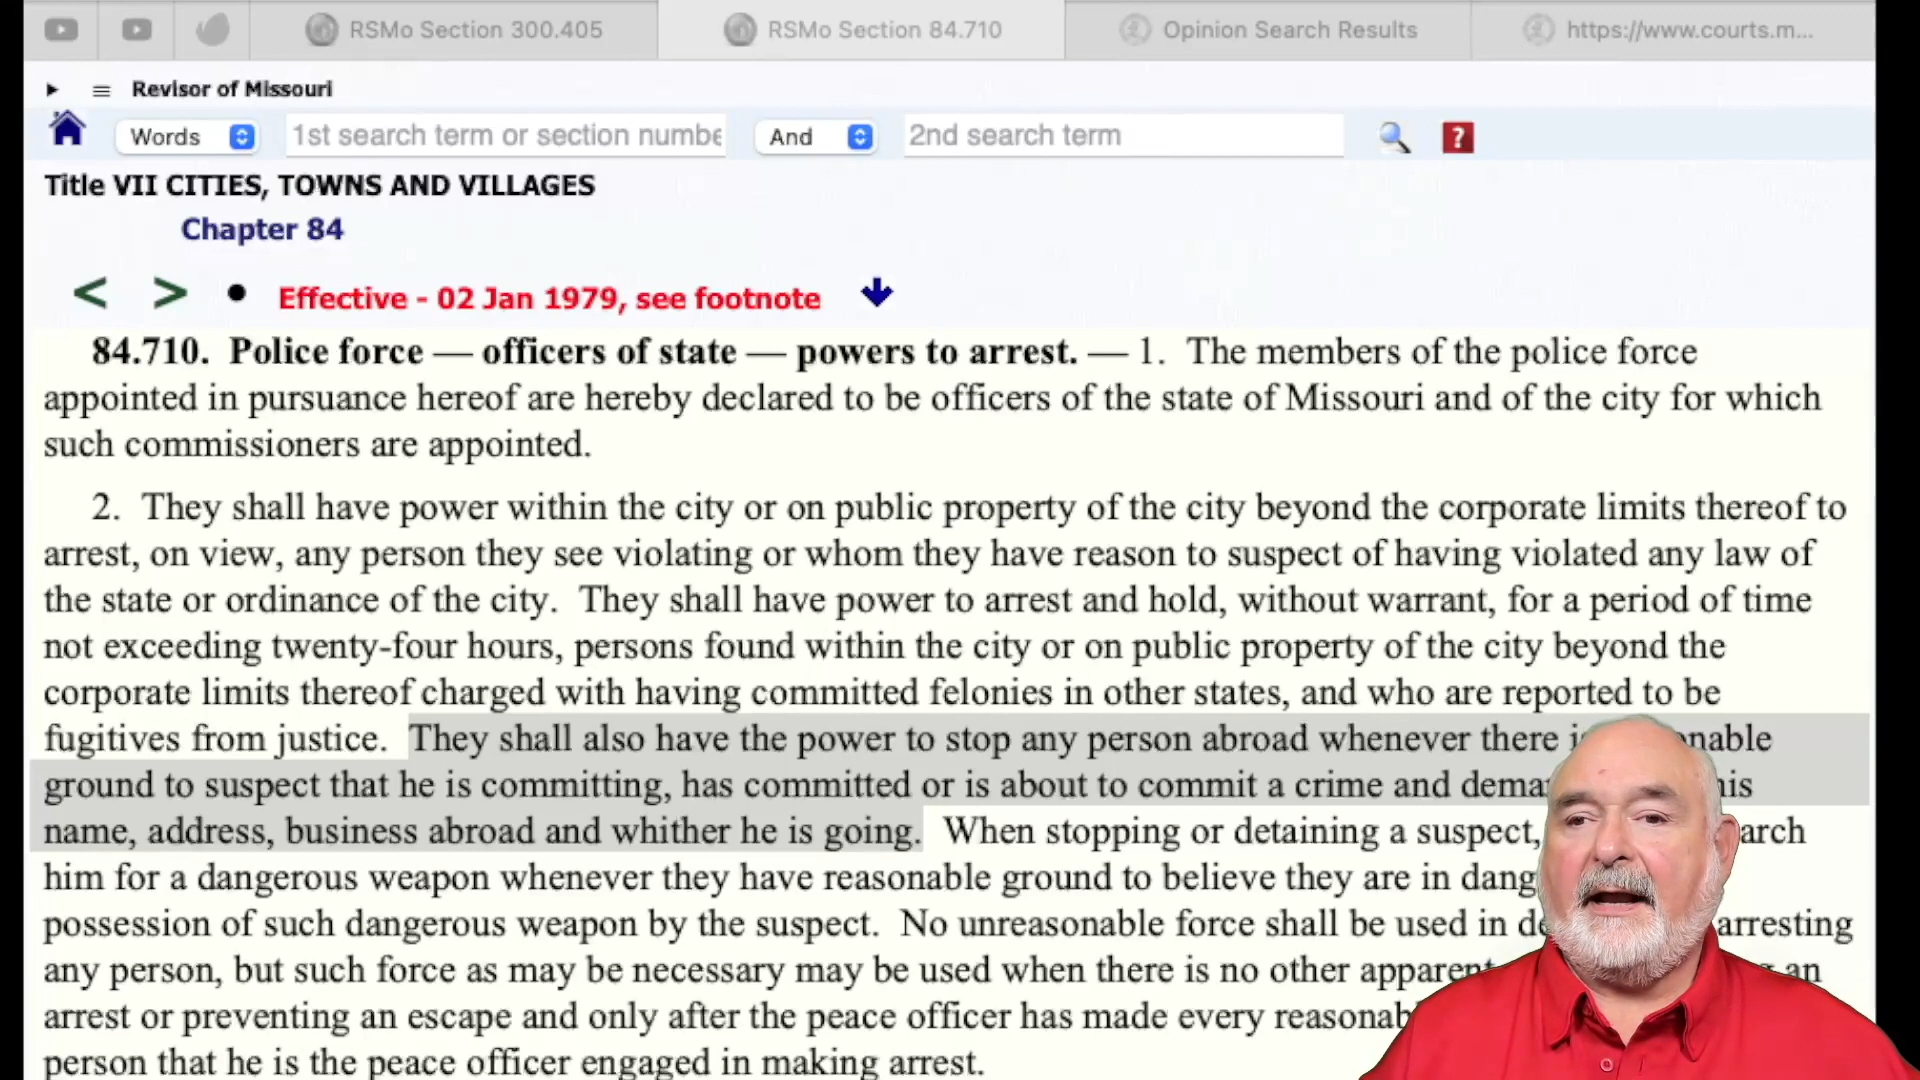 RSMo Section 300.405
RSMo Section 84.710
Opinion Search Results
https://www.courts.m...
Revisor of Missouri
Words
1st search term or section numbe
And
2nd search term
?
Title VII CITIES, TOWNS AND VILLAGES
Chapter 84
< > • Effective - 02 Jan 1979, see footnote
84.710. Police force — officers of state — powers to arrest. — 1. The members of the police force
appointed in pursuance hereof are hereby declared to be officers of the state of Missouri and of the city for which
such commissioners are appointed.
2. They shall have power within the city or on public property of the city beyond the corporate limits thereof to
arrest, on view, any person they see violating or whom they have reason to suspect of having violated any law of
the state or ordinance of the city. They shall have power to arrest and hold, without warrant, for a period of time
not exceeding twenty-four hours, persons found within the city or on public property of the city beyond the
corporate limits thereof charged with having committed felonies in other states, and who are reported to be
fugitives from justice. They shall also have the power to stop any person abroad whenever there
ground to suspect that he is committing, has committed or is about to commit a crime and
name, address, business abroad and whither he is going. When stopping or detaining a suspect,
him for a dangerous weapon whenever they have reasonable ground to believe they are in
possession of such dangerous weapon by the suspect. No unreasonable force shall be used in arresting
any person, but such force as may be necessary may be used when there is no other apparent an
arrest or preventing an escape and only after the peace officer has made every
person that he is the peace officer engaged in making arrest.